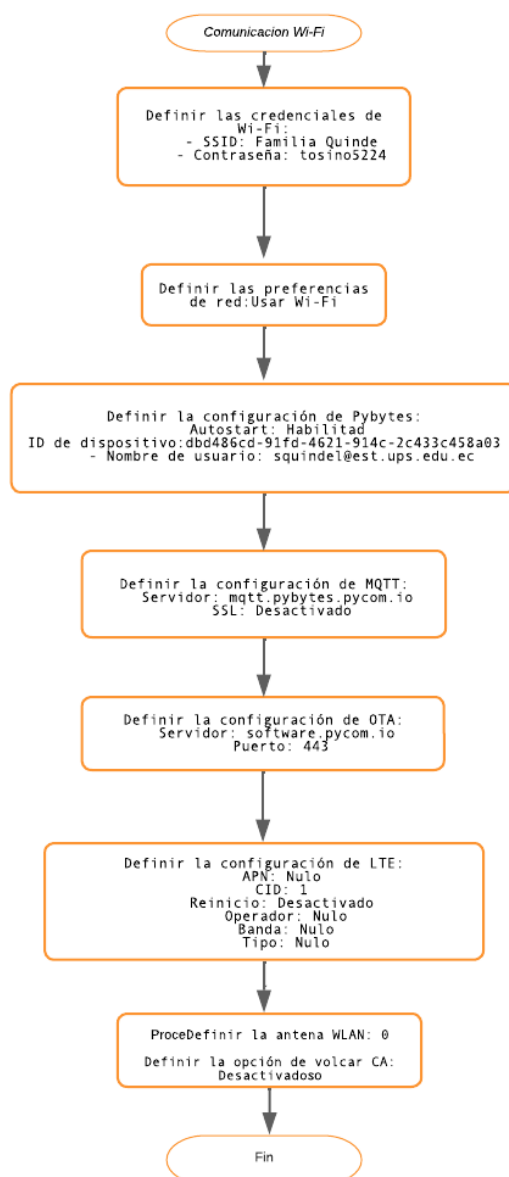 Comunicacion Wi-Fi
Definir las credenciales de
Wi-Fi:
- SSID: Familia Quinde
- Contraseña: tosino5224
Definir las preferencias
de red:Usar Wi-Fi
Definir la configuración de Pybytes:
Autostart: Habilitad
ID de dispositivo:dbd486cd-91fd-4621-914c-2c433c458a03
- Nombre de usuario: squindel@est.ups.edu.ec
Definir la configuración de MQTT:
Servidor: mqtt.pybytes.pycom.io
SSL: Desactivado
Definir la configuración de OTA:
Servidor: software.pycom.io
Puerto: 443
Definir la configuración de LTE:
APN: Nulo
CID: 1
Reinicio: Desactivado
Operador: Nulo
Banda: Nulo
Tipo: Nulo
ProceDefinir la antena WLAN: 0
Definir la opción de volcar CA:
Desactivadoso
Fin